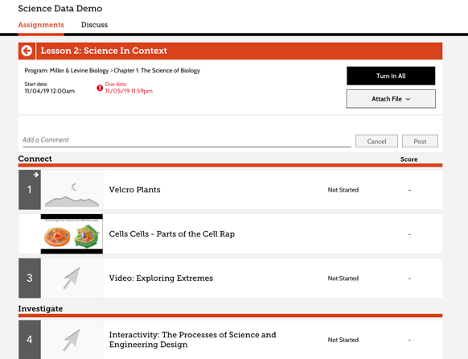 Science Data Demo
Assignments Discuss
Lesson 2: Science In Context
Program: Miller & Levine Biology >Chapter 1: The Science of Biology
Turn In All
Start date:
11/04/19 12:00am
Due date:
11/05/19 11:59pm
Attach File
Add a Comment
Cancel Post
Connect Score
1 Velcro Plants Not Started -
Cells Cells - Parts of the Cell Rap -
3 Video: Exploring Extremes Not Started -
Investigate
4 Interactivity: The Processes of Science and
Engineering Design Not Started -